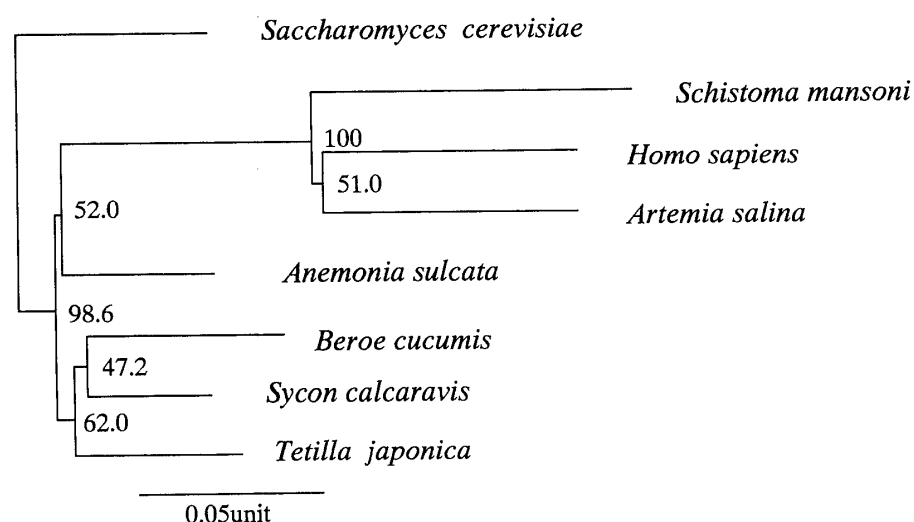 Saccharomyces cerevisiae
Schistoma mansoni
100
Homo sapiens
51.0
Artemia salina
52.0
Anemonia sulcata
98.6
Beroe cucumis
47.2
Sycon calcaravis
62.0
Tetilla japonica
0.05unit